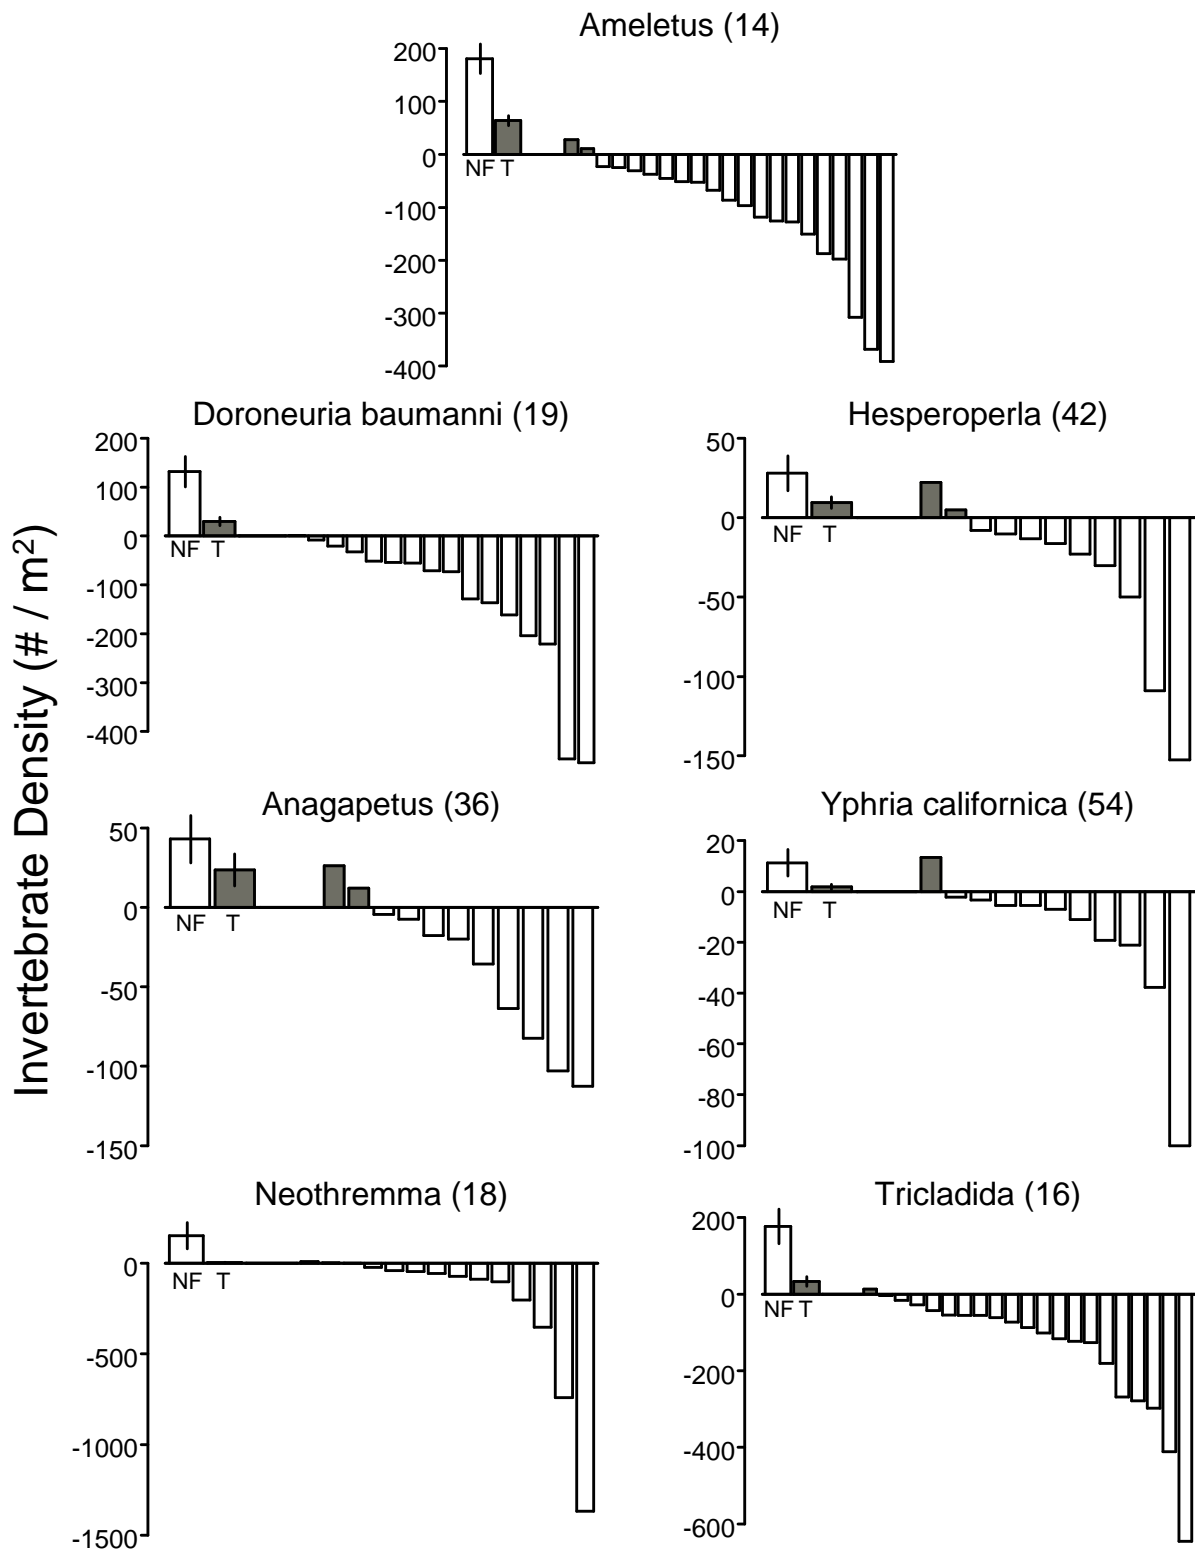 Invertebrate Density (# / m²)
Ameletus (14)
200
100
0
-100
-200
-300
-400
NF T
Doroneuria baumanni (19)
200
100
0
-100
-200
-300
-400
NF T
Hesperoperla (42)
50
0
-50
-100
-150
NF T
Anagapetus (36)
50
0
-50
-100
-150
NF T
Yphria californica (54)
20
0
-20
-40
-60
-80
-100
NF T
Neothremma (18)
0
-500
-1000
-1500
NF T
Tricladida (16)
200
0
-200
-400
-600
NF T